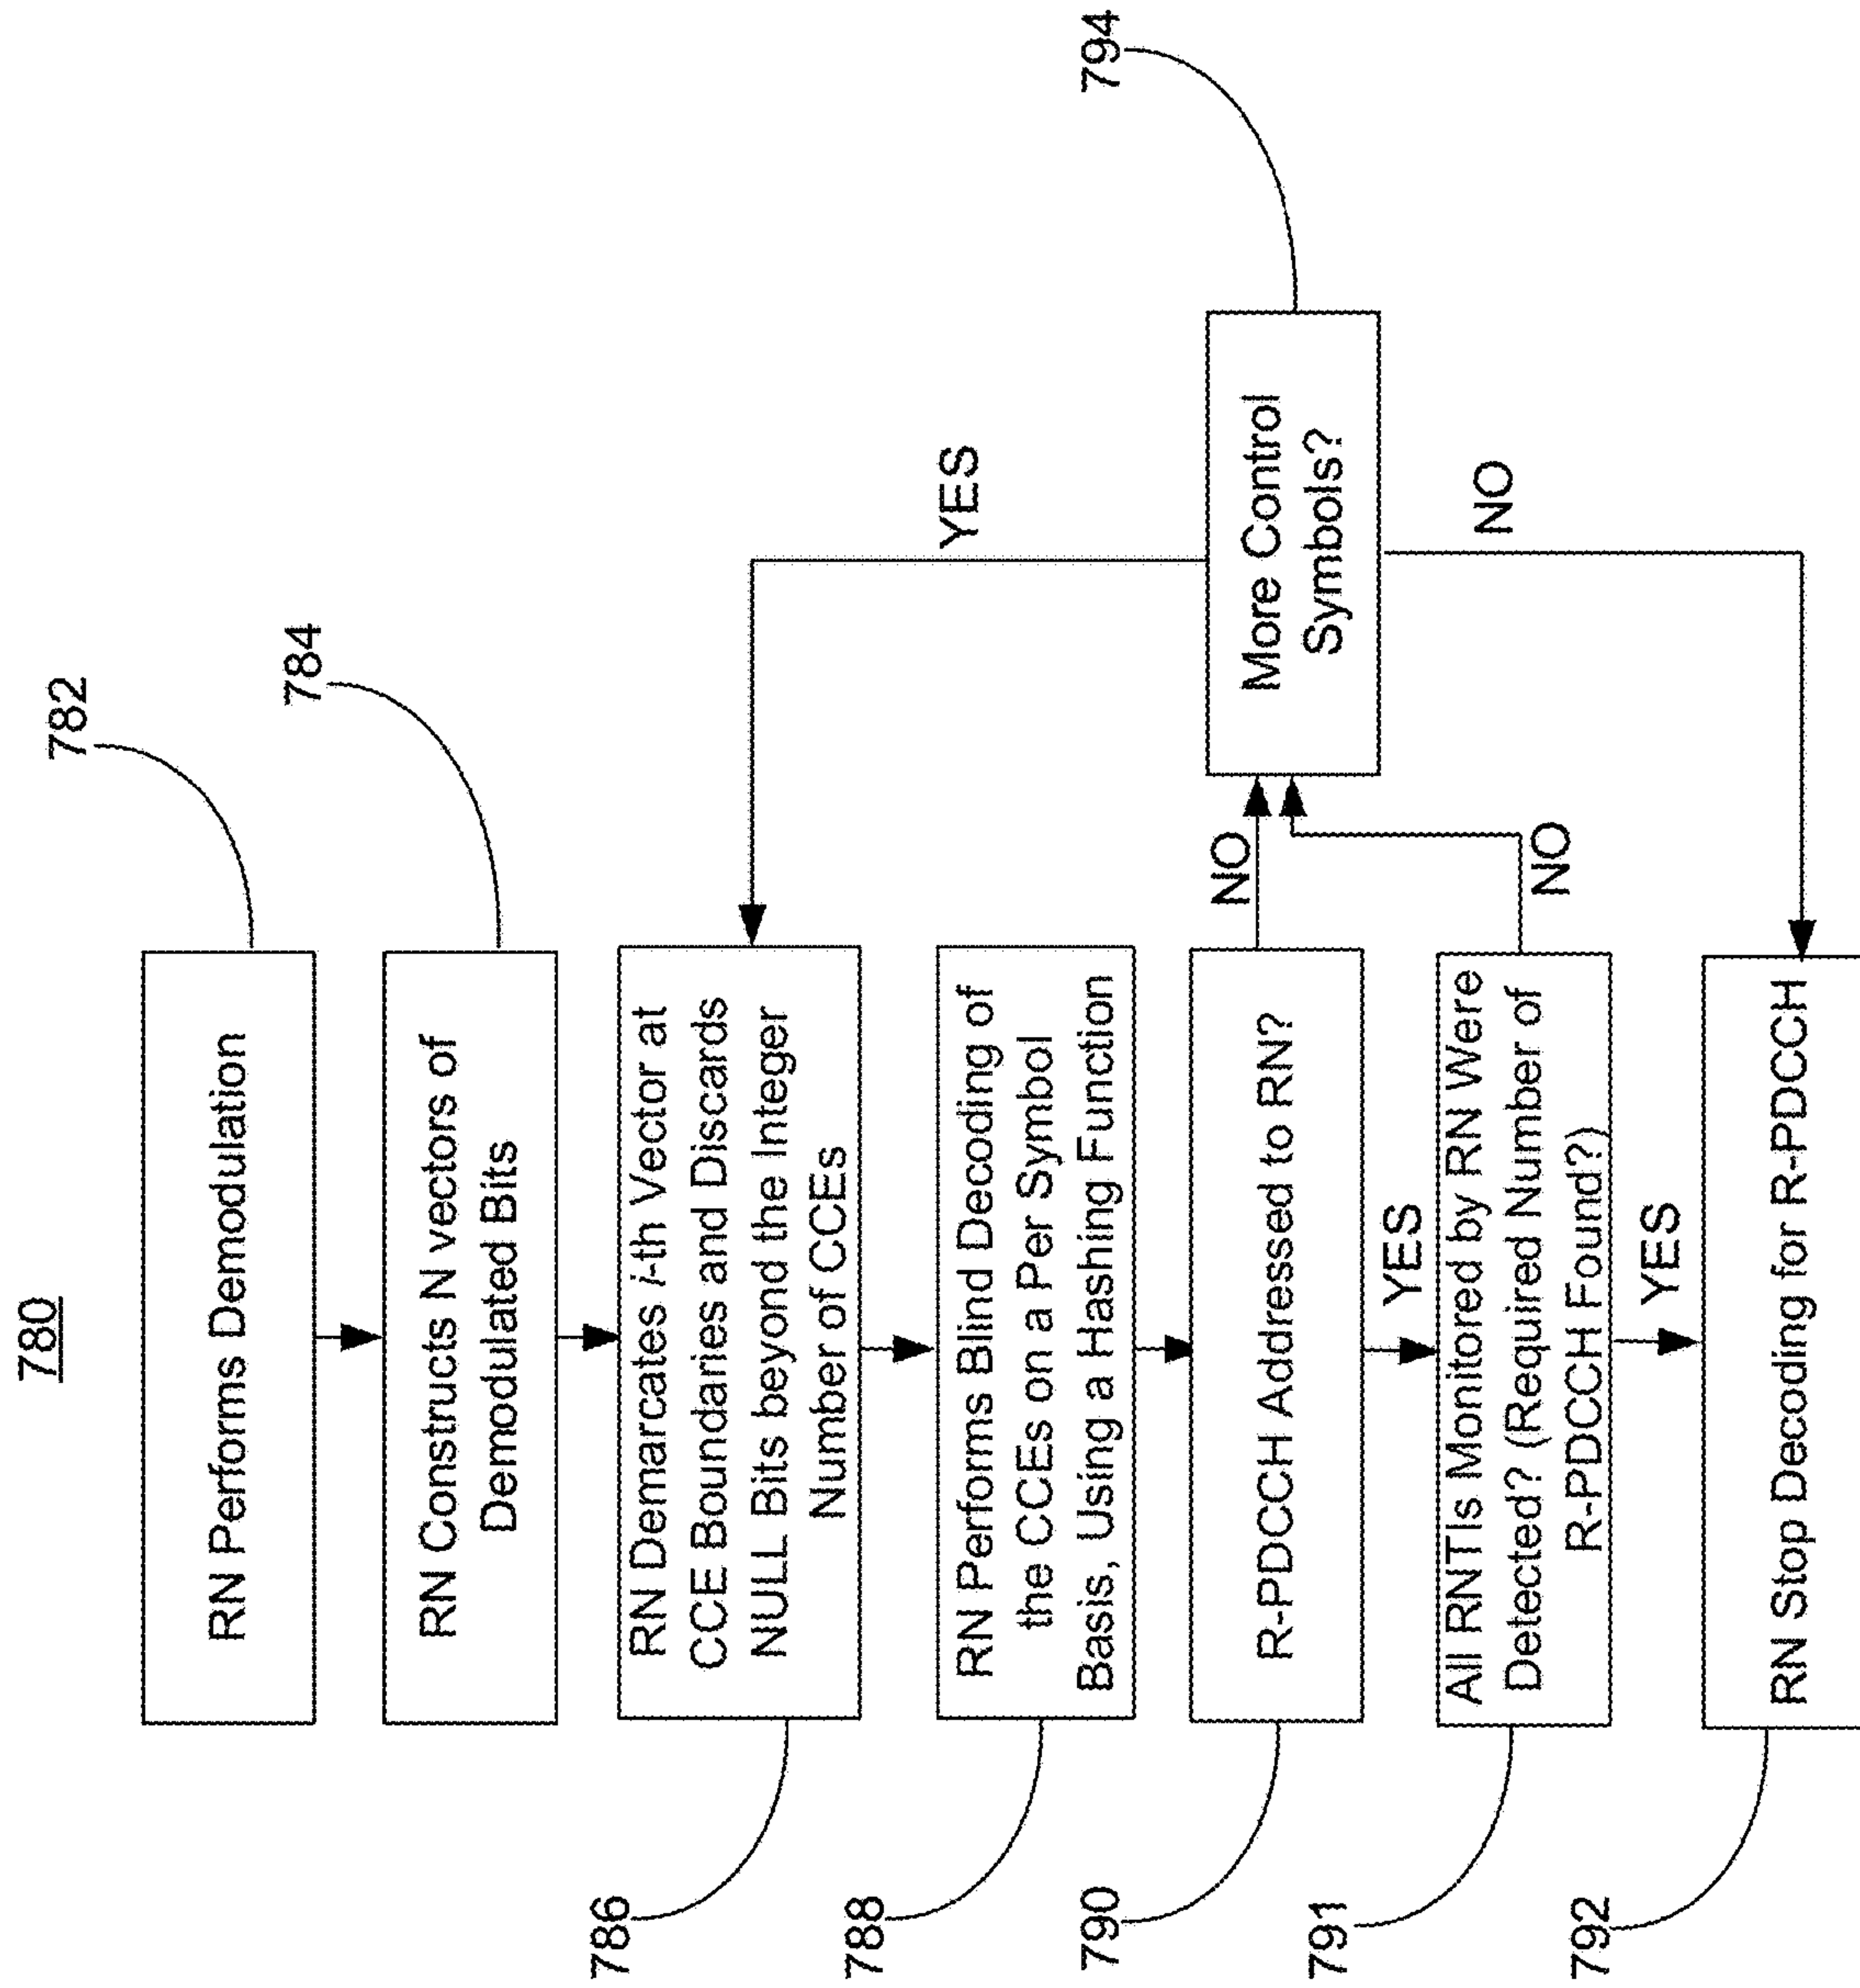 780
782
RN Performs Demodulation
784
RN Constructs N vectors of
Demodulated Bits
786
RN Demarcates i-th Vector at
CCE Boundaries and Discards
NULL Bits beyond the Integer
Number of CCEs
YES
788
RN Performs Blind Decoding of
the CCEs on a Per Symbol
Basis, Using a Hashing Function
790
R-PDCCH Addressed to RN?
NO
More Control
Symbols?
794
YES
791
All RNTIs Monitored by RN Were
Detected? (Required Number of
R-PDCCH Found?)
NO
NO
YES
792
RN Stop Decoding for R-PDCCH